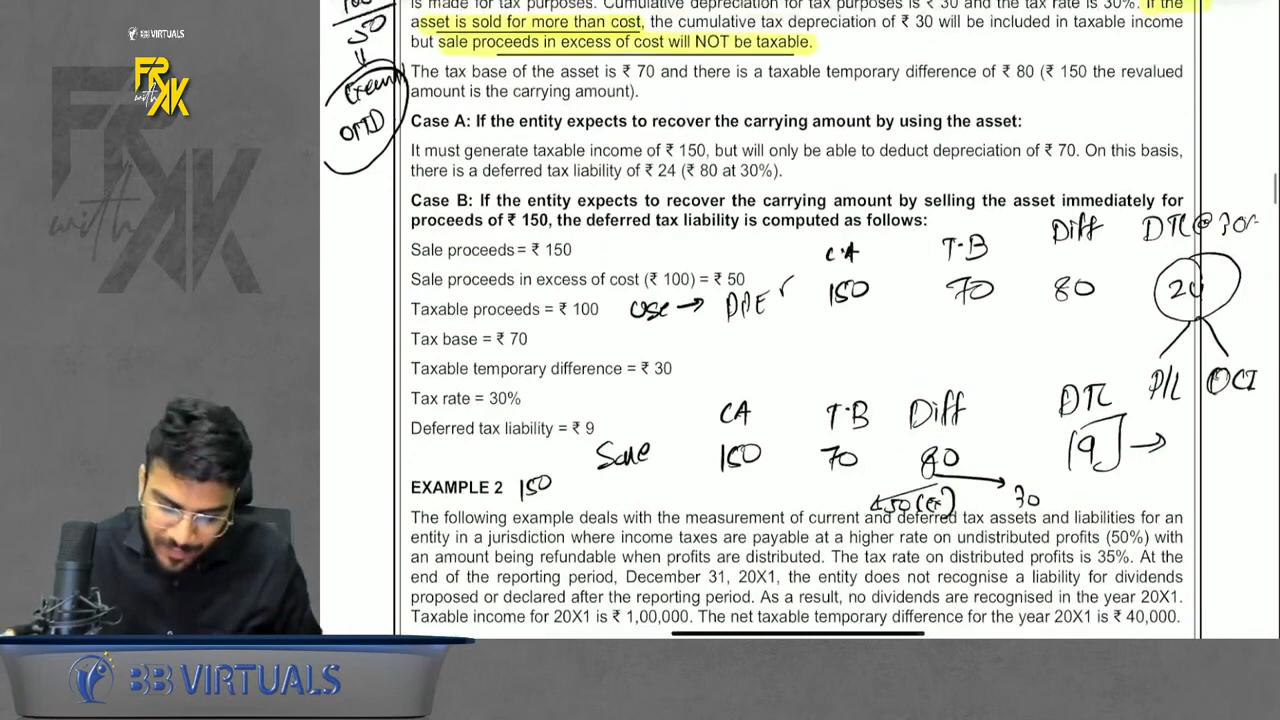 BB VIRTUALS
FR
with
AK
FR
with
AK
100
50
Exempt
OPTD
is made for tax purposes. Cumulative depreciation for tax purposes is ₹ 30 and the tax rate is 30%. If the
asset is sold for more than cost, the cumulative tax depreciation of ₹ 30 will be included in taxable income
but sale proceeds in excess of cost will NOT be taxable.
The tax base of the asset is ₹ 70 and there is a taxable temporary difference of ₹ 80 (₹ 150 the revalued
amount is the carrying amount).
Case A: If the entity expects to recover the carrying amount by using the asset:
It must generate taxable income of ₹ 150, but will only be able to deduct depreciation of ₹ 70. On this basis,
there is a deferred tax liability of ₹ 24 (₹ 80 at 30%).
Case B: If the entity expects to recover the carrying amount by selling the asset immediately for
proceeds of ₹ 150, the deferred tax liability is computed as follows:
Sale proceeds = ₹ 150
C.A T-B Diff DTL @ 30%
Sale proceeds in excess of cost (₹ 100) = ₹ 50
Taxable proceeds = ₹ 100 Use → PPE 150 70 80 24
Tax base = ₹ 70
Taxable temporary difference = ₹ 30
P/L OCI
Tax rate = 30%
CA T-B Diff DTL
Deferred tax liability = ₹ 9
Sale 150 70 80 9 →
EXAMPLE 2 150
50 (Ex) 30
The following example deals with the measurement of current and deferred tax assets and liabilities for an
entity in a jurisdiction where income taxes are payable at a higher rate on undistributed profits (50%) with
an amount being refundable when profits are distributed. The tax rate on distributed profits is 35%. At the
end of the reporting period, December 31, 20X1, the entity does not recognise a liability for dividends
proposed or declared after the reporting period. As a result, no dividends are recognised in the year 20X1.
Taxable income for 20X1 is ₹ 1,00,000. The net taxable temporary difference for the year 20X1 is ₹ 40,000.
BB VIRTUALS